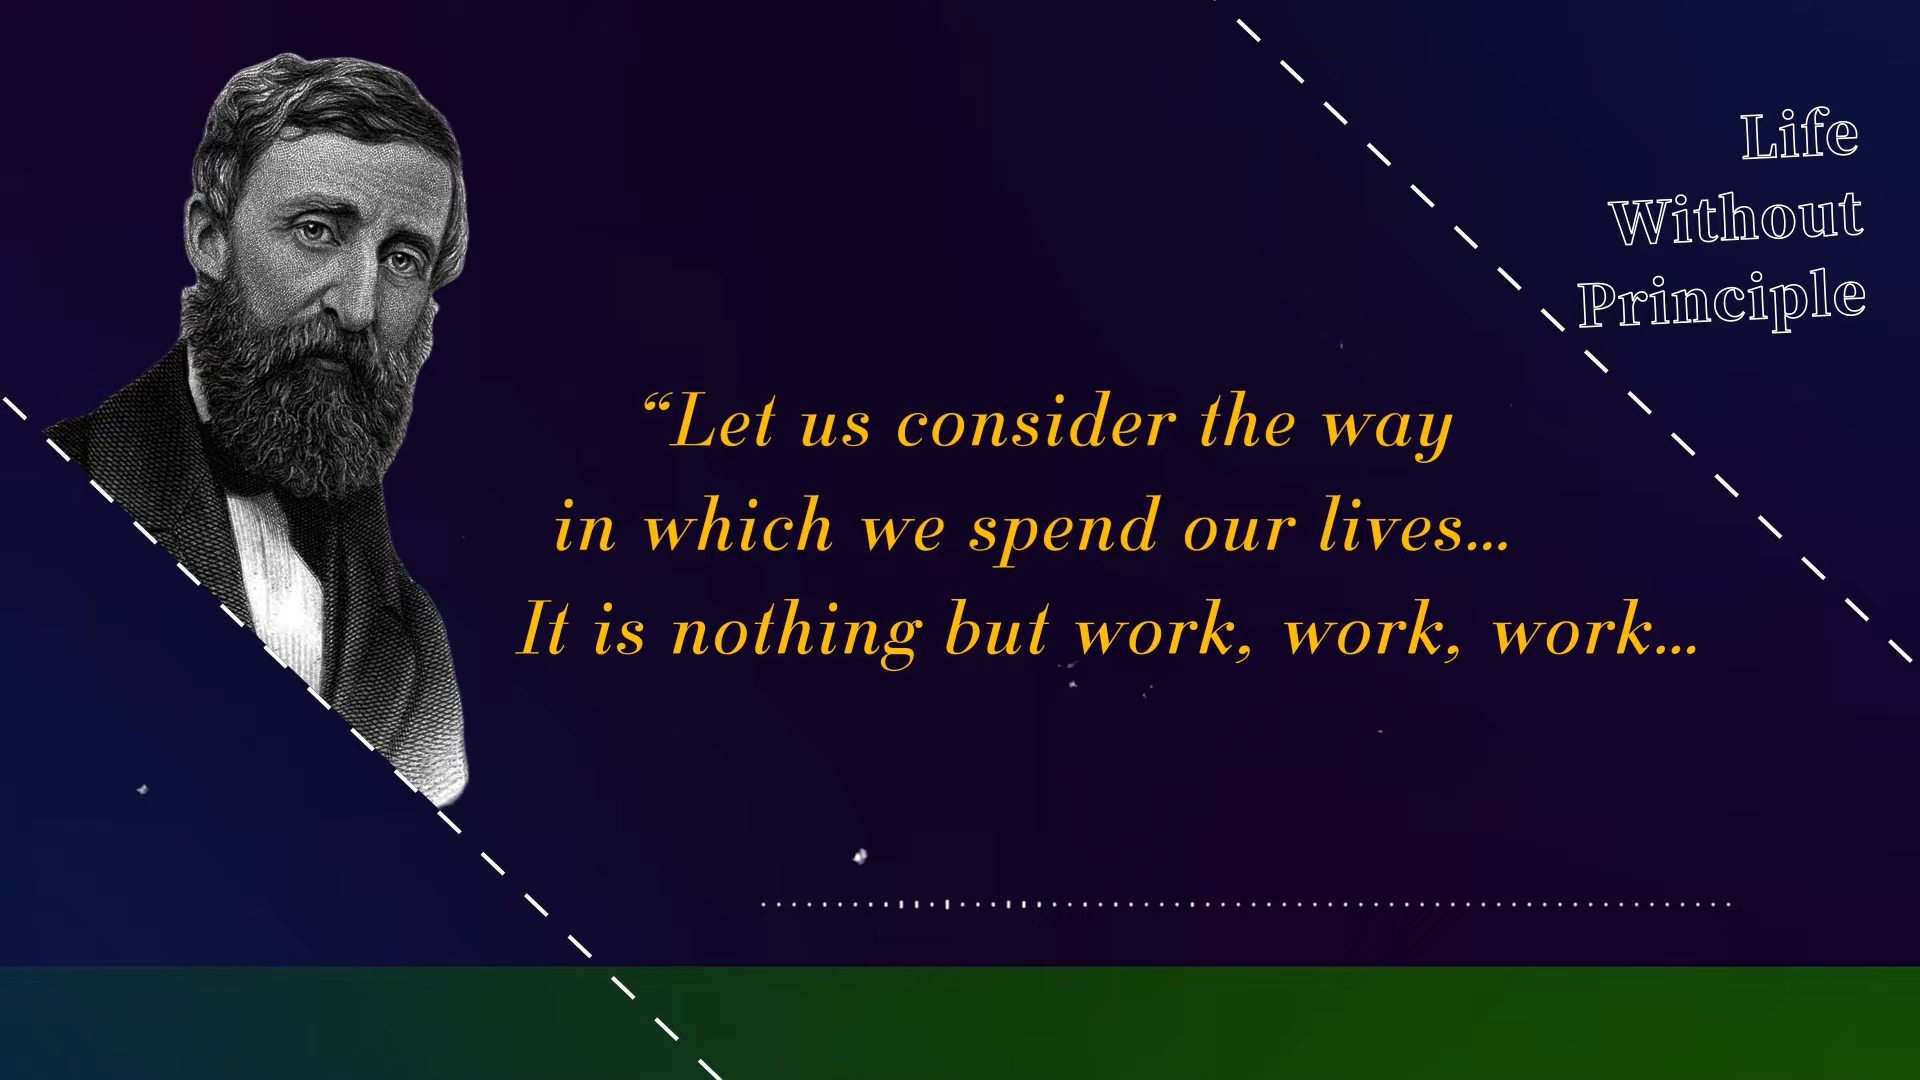 Life
Without
Principle
“Let us consider the way
in which we spend our lives...
It is nothing but work, work, work...